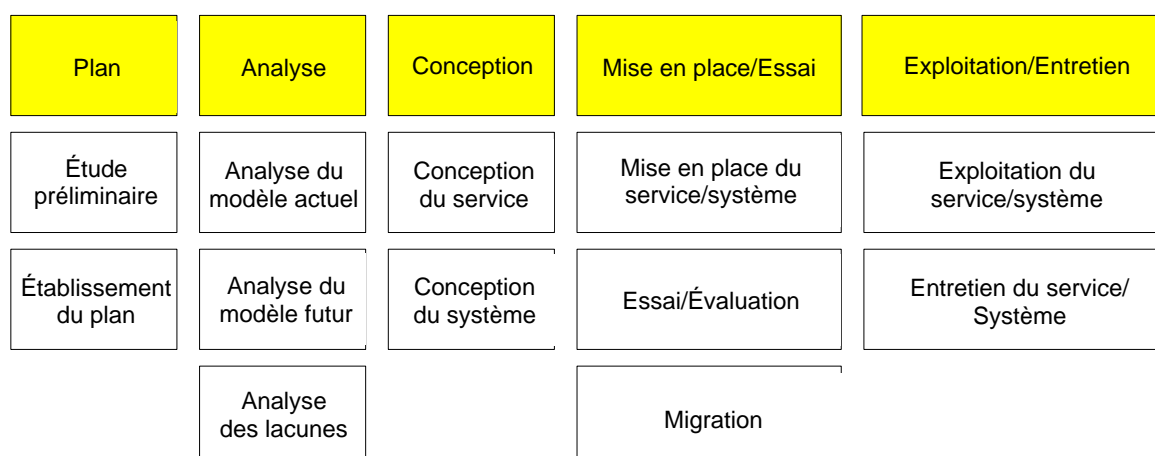 Plan
Analyse
Conception
Mise en place/Essai
Exploitation/Entretien
Étude
préliminaire
Analyse du
modèle actuel
Conception
du service
Mise en place du
service/système
Exploitation du
service/système
Établissement
du plan
Analyse du
modèle futur
Conception
du système
Essai/Évaluation
Entretien du service/
Système
Analyse
des lacunes
Migration